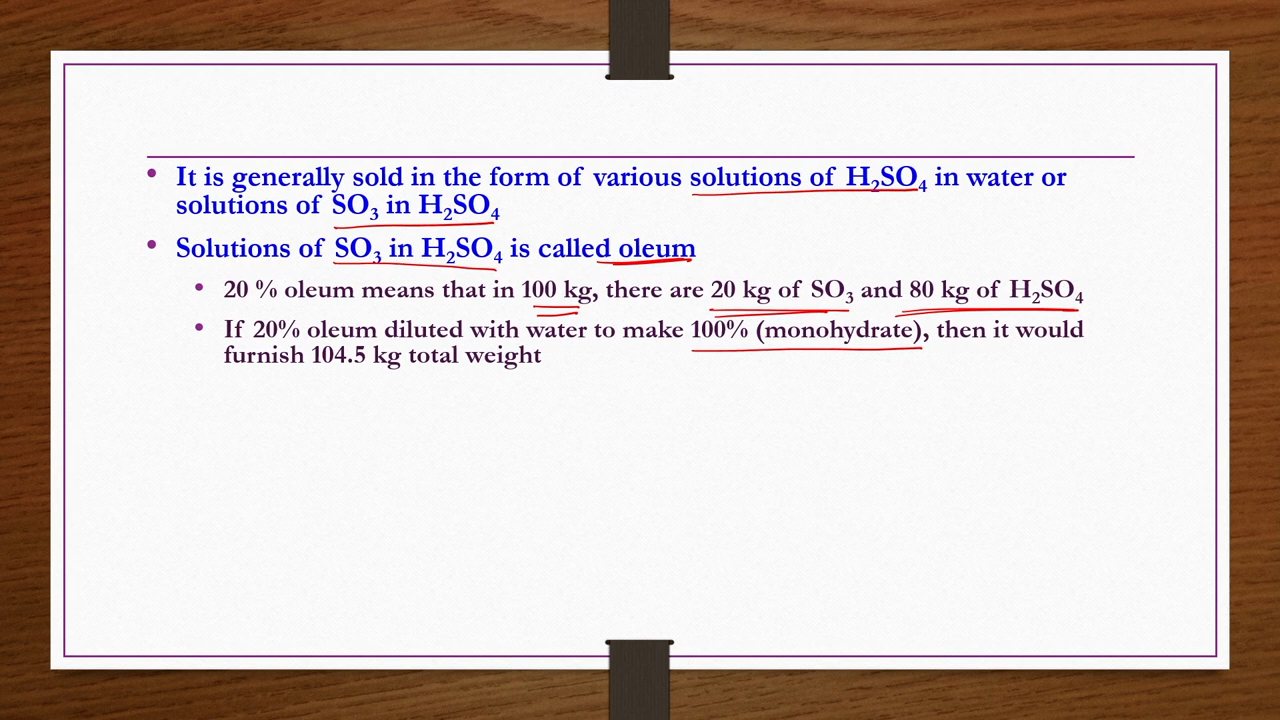 • It is generally sold in the form of various solutions of H₂SO₄ in water or
solutions of SO₃ in H₂SO₄
• Solutions of SO₃ in H₂SO₄ is called oleum
• 20 % oleum means that in 100 kg, there are 20 kg of SO₃ and 80 kg of H₂SO₄
• If 20% oleum diluted with water to make 100% (monohydrate), then it would
furnish 104.5 kg total weight